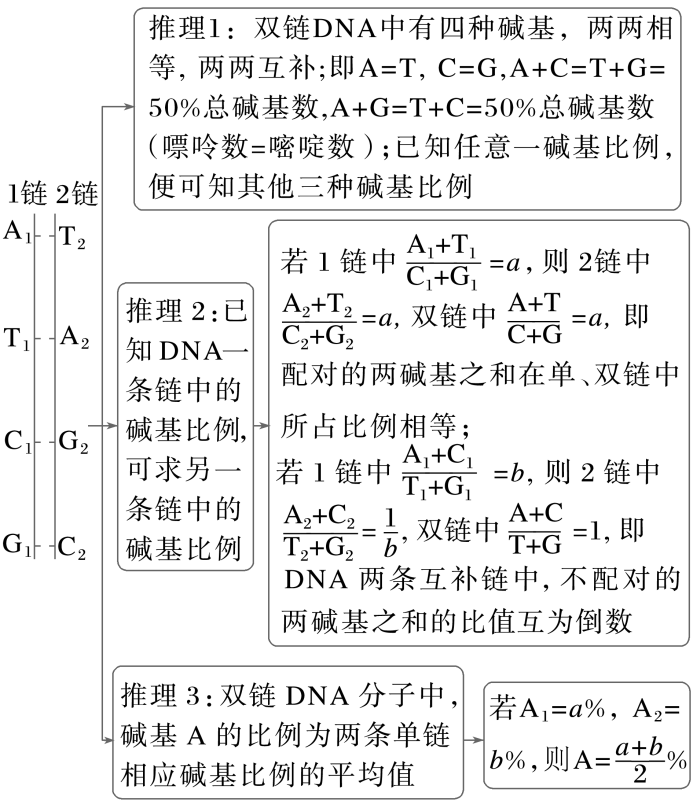 推理1：双链DNA中有四种碱基，两两相
等，两两互补;即A=T，C=G,A+C=T+G=
50%总碱基数,A+G=T+C=50%总碱基数
(嘌呤数=嘧啶数);已知任意一碱基比例，
便可知其他三种碱基比例
1链 2链
A₁ T₂
T₁ A₂
C₁ G₂
G₁ C₂
推理 2:已
知DNA一
条链中的
碱基比例,
可求另一
条链中的
碱基比例
若 1 链中 (A₁+T₁)/(C₁+G₁) =a, 则 2链中
(A₂+T₂)/(C₂+G₂)=a, 双链中 (A+T)/(C+G) =a, 即
配对的两碱基之和在单、双链中
所占比例相等；
若 1 链中 (A₁+C₁)/(T₁+G₁) =b, 则 2 链中
(A₂+C₂)/(T₂+G₂)=1/b, 双链中 (A+C)/(T+G) =1, 即
DNA 两条互补链中, 不配对的
两碱基之和的比值互为倒数
推理 3:双链 DNA 分子中,
碱基 A 的比例为两条单链
相应碱基比例的平均值
若A₁=a%, A₂=
b%,则A=(a+b)/2%